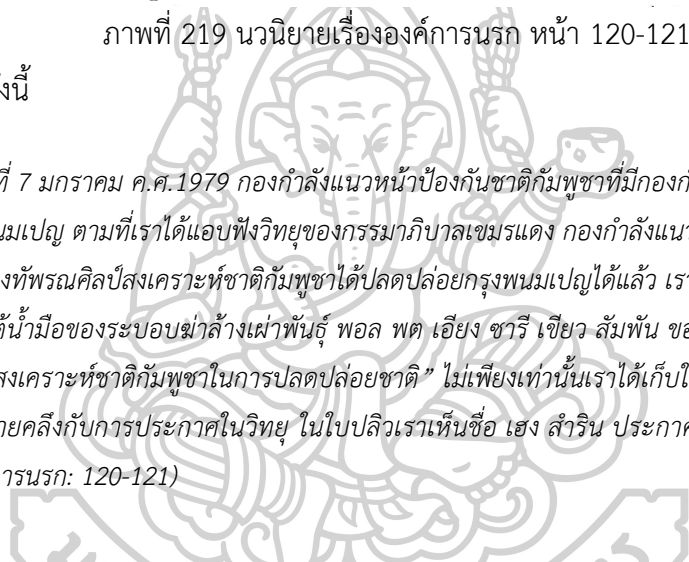 ภาพที่ 219 นวนิยายเรื่ององค์การนรก หน้า 120-121
ังนี้
ที่ 7 มกราคม ค.ศ.1979 กองกำลังแนวหน้าป้องกันชาติกัมพูชาที่มีกองกำ
นมเปญ ตามที่เราได้แอบฟังวิทยุของกรรมาภิบาลเขมรแดง กองกำลังแนว
งทัพรณศิลป์สงเคราะห์ชาติกัมพูชาได้ปลดปล่อยกรุงพนมเปญได้แล้ว เรา
ต้น้ำมือของระบอบฆ่าล้างเผ่าพันธุ์ พอล พต เอียง ซารี เขียว สัมพัน ขอ
สงเคราะห์ชาติกัมพูชาในการปลดปล่อยชาติ” ไม่เพียงเท่านั้นเราได้เก็บใ
ายคลึงกับการประกาศในวิทยุ ในใบปลิวเราเห็นชื่อ เฮง สำริน ประกาศ
ารนรก: 120-121)